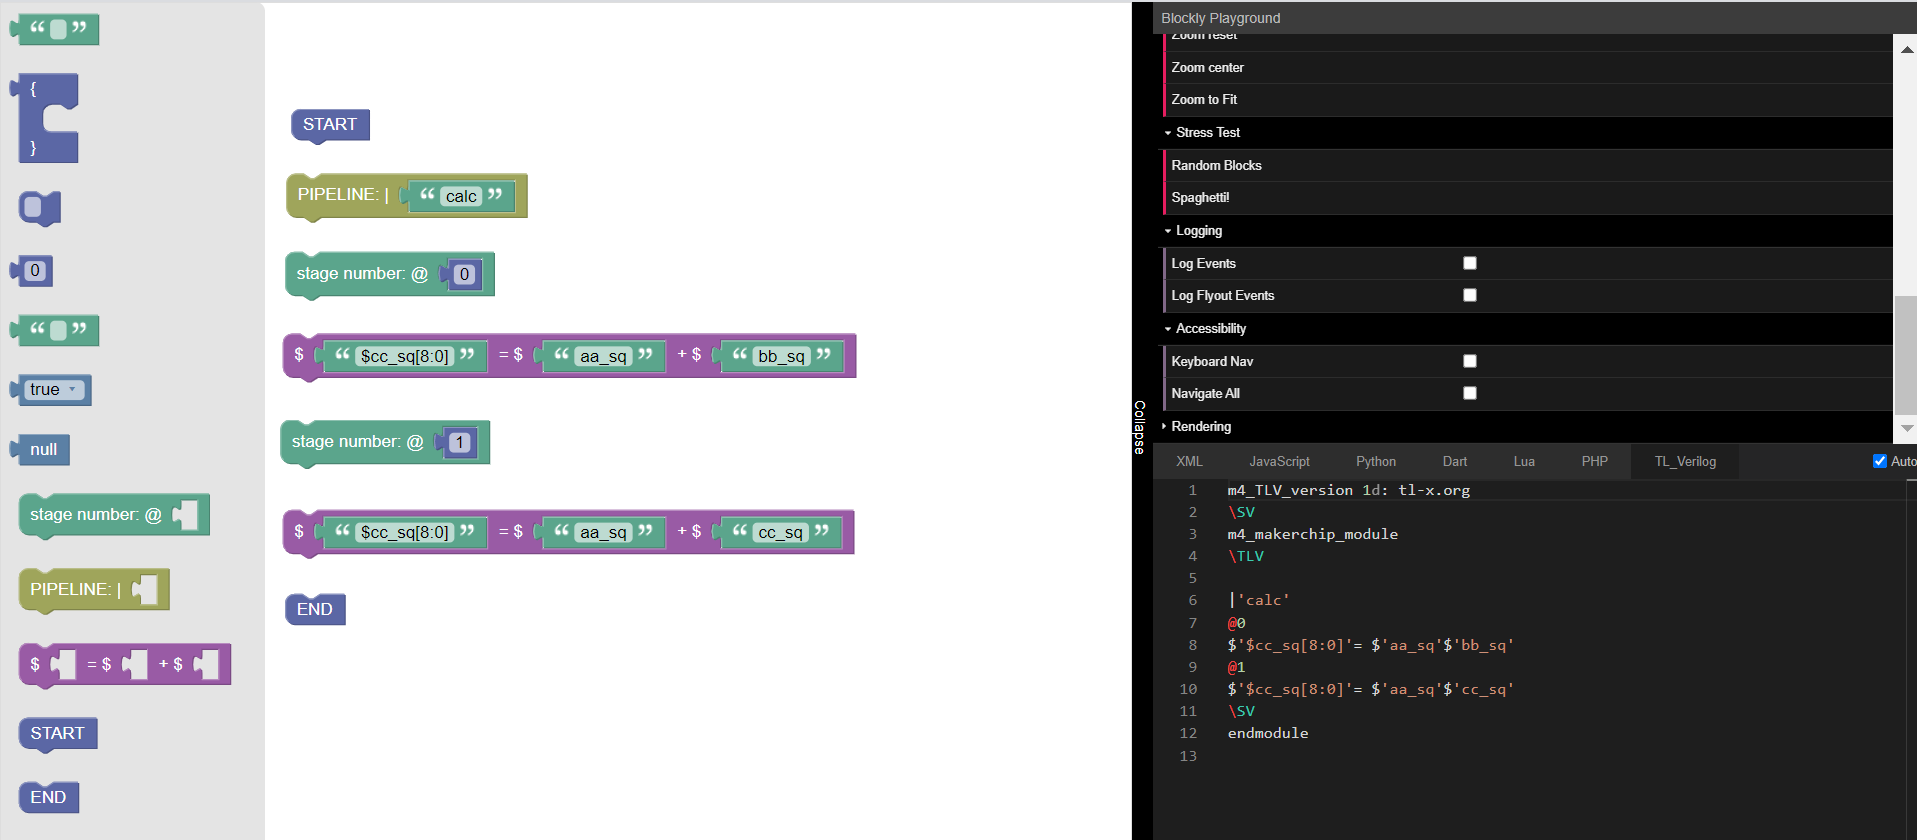 “ ”
{
}
0
“ ”
true
null
stage number: @
PIPELINE: |
$ = $ + $
START
END
START
PIPELINE: | “ calc ”
stage number: @ 0
$ “ $cc_sq[8:0] ” = $ “ aa_sq ” + $ “ bb_sq ”
stage number: @ 1
$ “ $cc_sq[8:0] ” = $ “ aa_sq ” + $ “ cc_sq ”
END
Collapse
Blockly Playground
Zoom reset
Zoom center
Zoom to Fit
Stress Test
Random Blocks
Spaghetti!
Logging
Log Events
Log Flyout Events
Accessibility
Keyboard Nav
Navigate All
Rendering
XML JavaScript Python Dart Lua PHP TL_Verilog Auto
1 m4_TLV_version 1d: tl-x.org
2 \SV
3 m4_makerchip_module
4 \TLV
5
6 |'calc'
7 @0
8 $'$cc_sq[8:0]'= $'aa_sq'$'bb_sq'
9 @1
10 $'$cc_sq[8:0]'= $'aa_sq'$'cc_sq'
11 \SV
12 endmodule
13